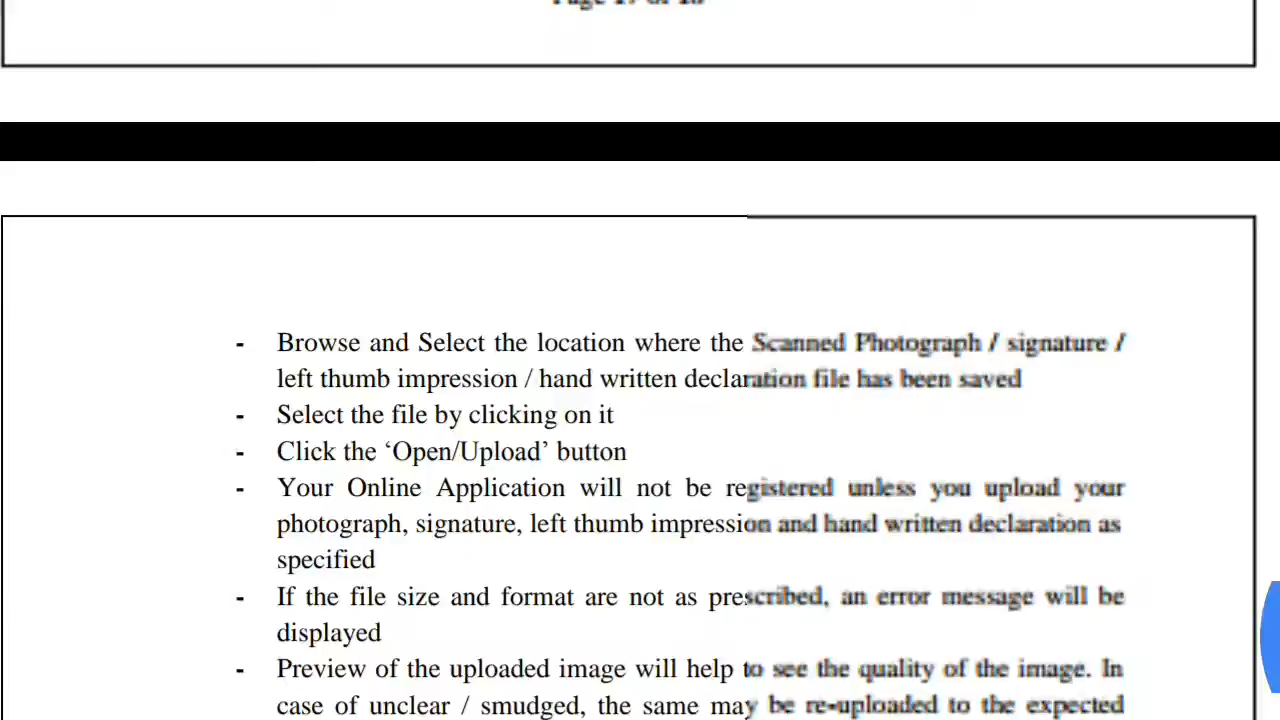 Page 17 of 18
- Browse and Select the location where the Scanned Photograph / signature /
left thumb impression / hand written declaration file has been saved
- Select the file by clicking on it
- Click the ‘Open/Upload’ button
- Your Online Application will not be registered unless you upload your
photograph, signature, left thumb impression and hand written declaration as
specified
- If the file size and format are not as prescribed, an error message will be
displayed
- Preview of the uploaded image will help to see the quality of the image. In
case of unclear / smudged, the same may be re-uploaded to the expected